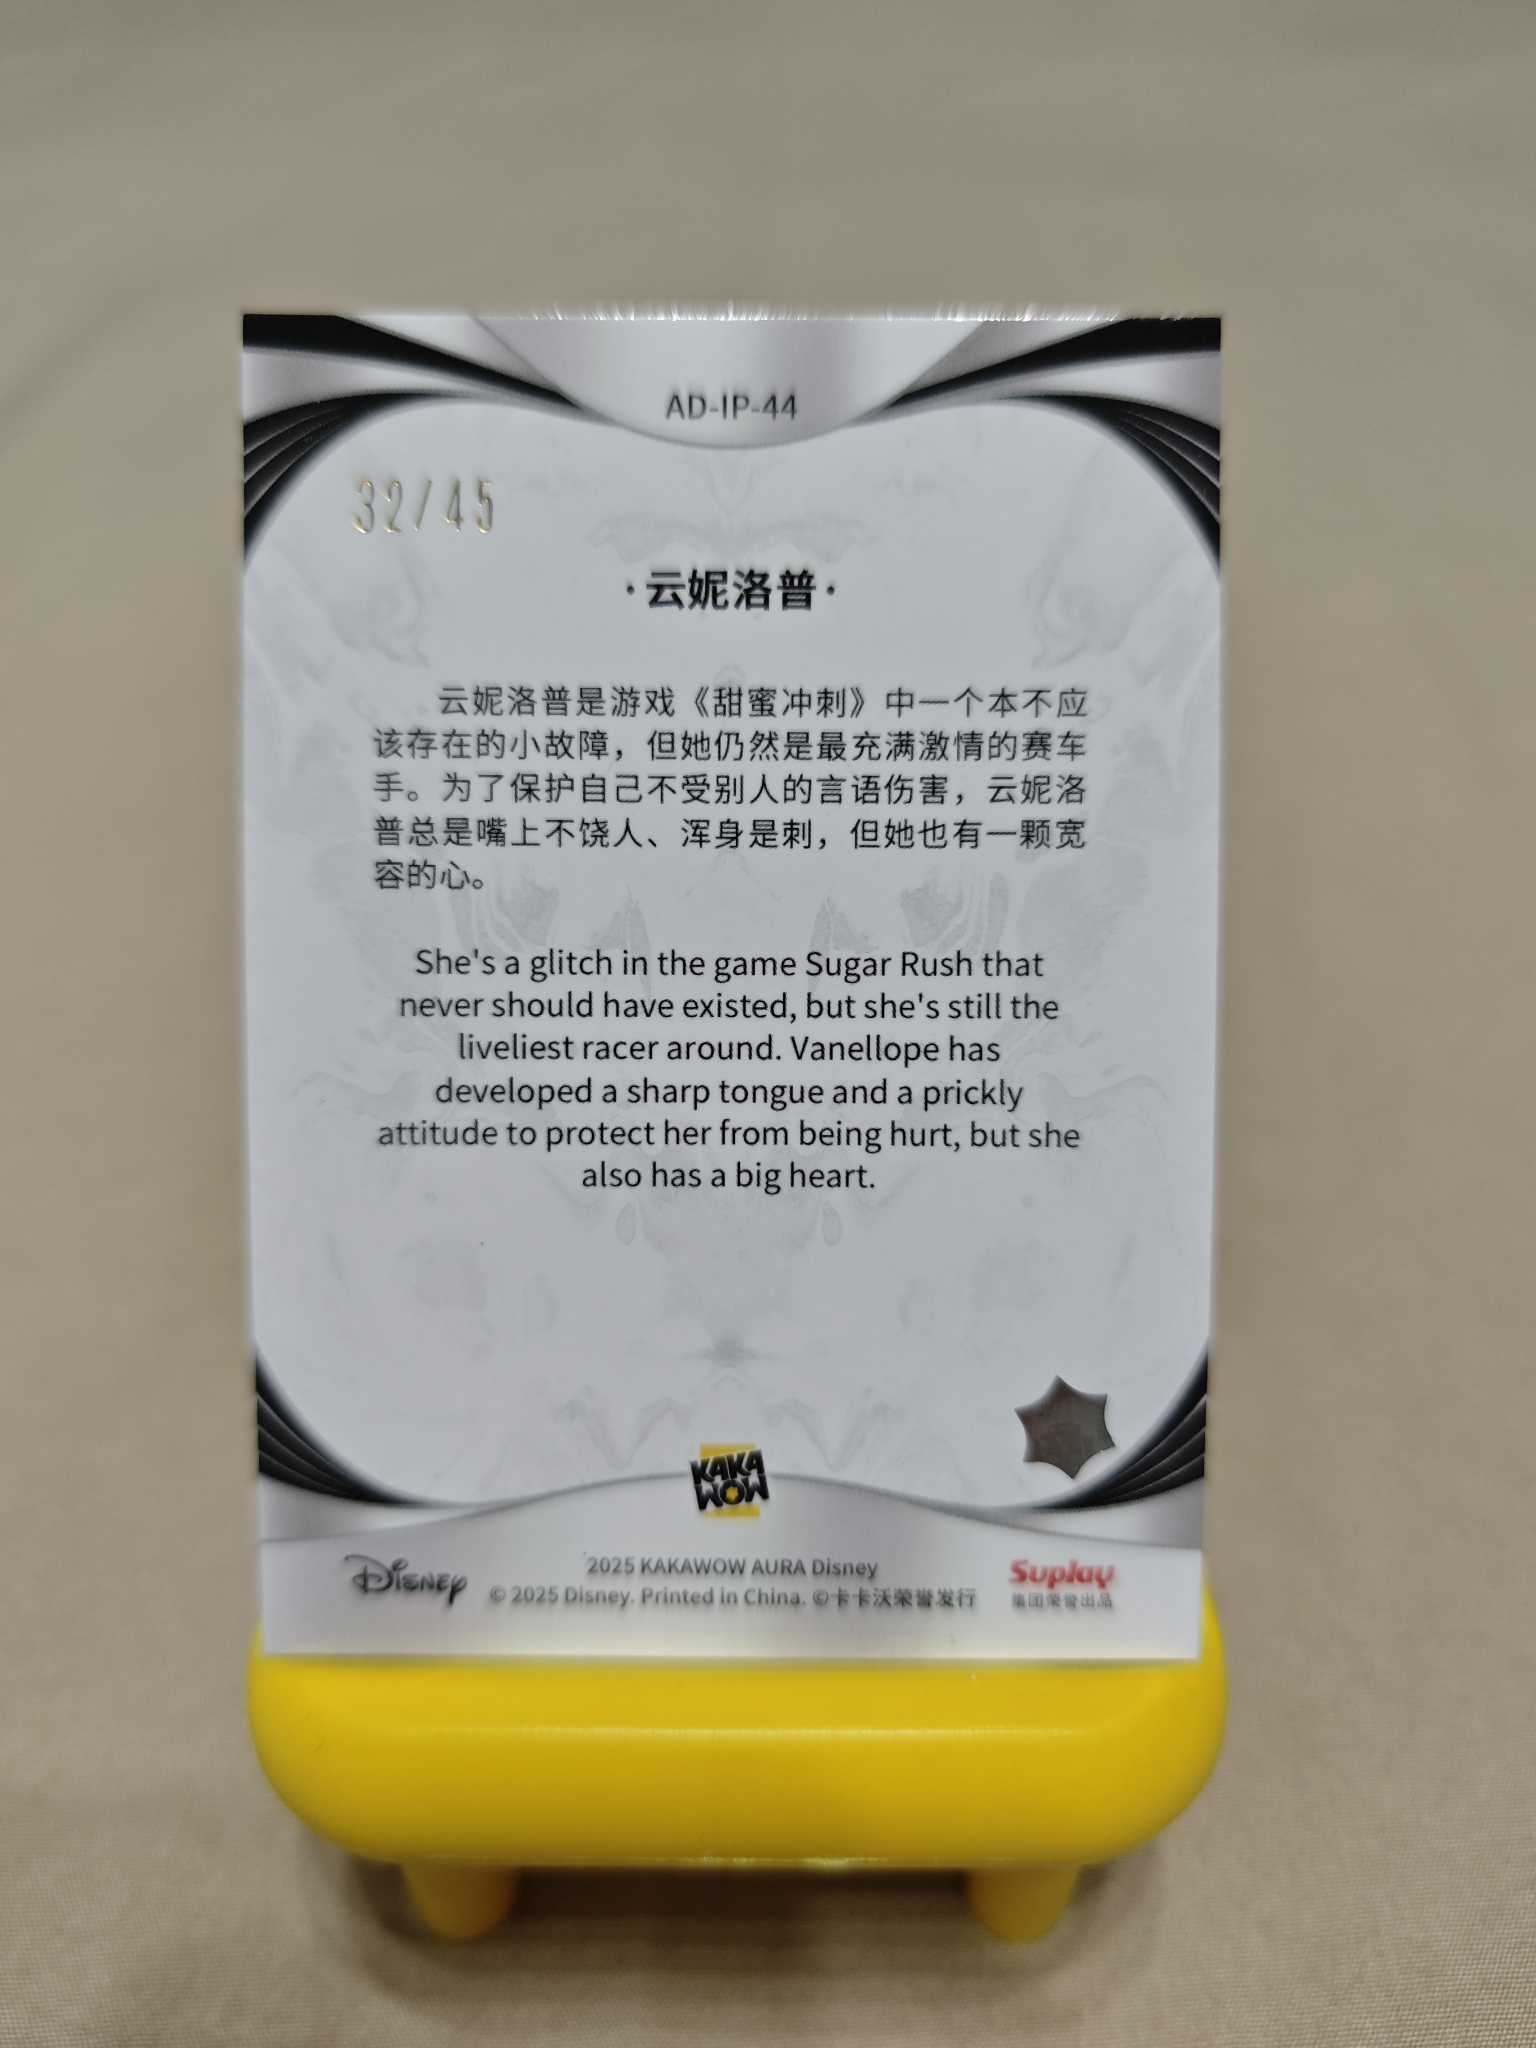 AD-IP-44
32/45
·云妮洛普·
云妮洛普是游戏《甜蜜冲刺》中一个本不应
该存在的小故障，但她仍然是最充满激情的赛车
手。为了保护自己不受别人的言语伤害，云妮洛
普总是嘴上不饶人、浑身是刺，但她也有一颗宽
容的心。
She's a glitch in the game Sugar Rush that
never should have existed, but she's still the
liveliest racer around. Vanellope has
developed a sharp tongue and a prickly
attitude to protect her from being hurt, but she
also has a big heart.
KAKA
WOW
Disney
2025 KAKAWOW AURA Disney
© 2025 Disney. Printed in China. ©卡卡沃荣誉发行
Suplay
集团荣誉出品